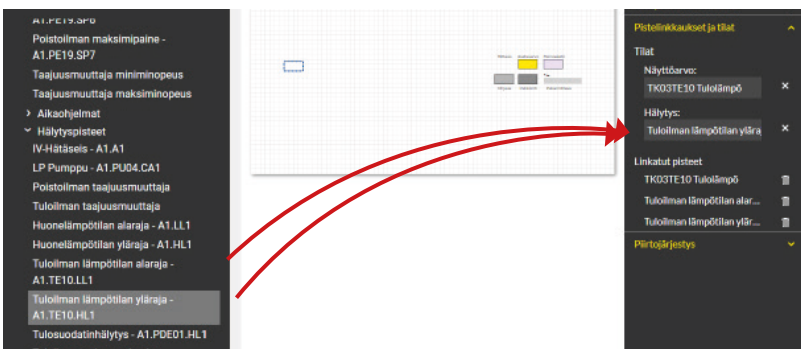 A1.PE19.SP6
Poistoilman maksimipaine -
A1.PE19.SP7
Taajuusmuuttaja miniminopeus
Taajuusmuuttaja maksiminopeus
Aikaohjelmat
Hälytyspisteet
IV-Hätäseis - A1.A1
LP Pumppu - A1.PU04.CA1
Poistoilman taajuusmuuttaja
Tuloilman taajuusmuuttaja
Huonelämpötilan alaraja - A1.LL1
Huonelämpötilan yläraja - A1.HL1
Tuloilman lämpötilan alaraja -
A1.TE10.LL1
Tuloilman lämpötilan yläraja -
A1.TE10.HL1
Tulosuodatinhälytys - A1.PDE01.HL1
Pistelinkkaukset ja tilat
Tilat
Näyttöarvo:
TK03TE10 Tulolämpö
Hälytys:
Tuloilman lämpötilan yläraj
Linkatut pisteet
TK03TE10 Tulolämpö
Tuloilman lämpötilan alar...
Tuloilman lämpötilan ylär...
Piirtojärjestys